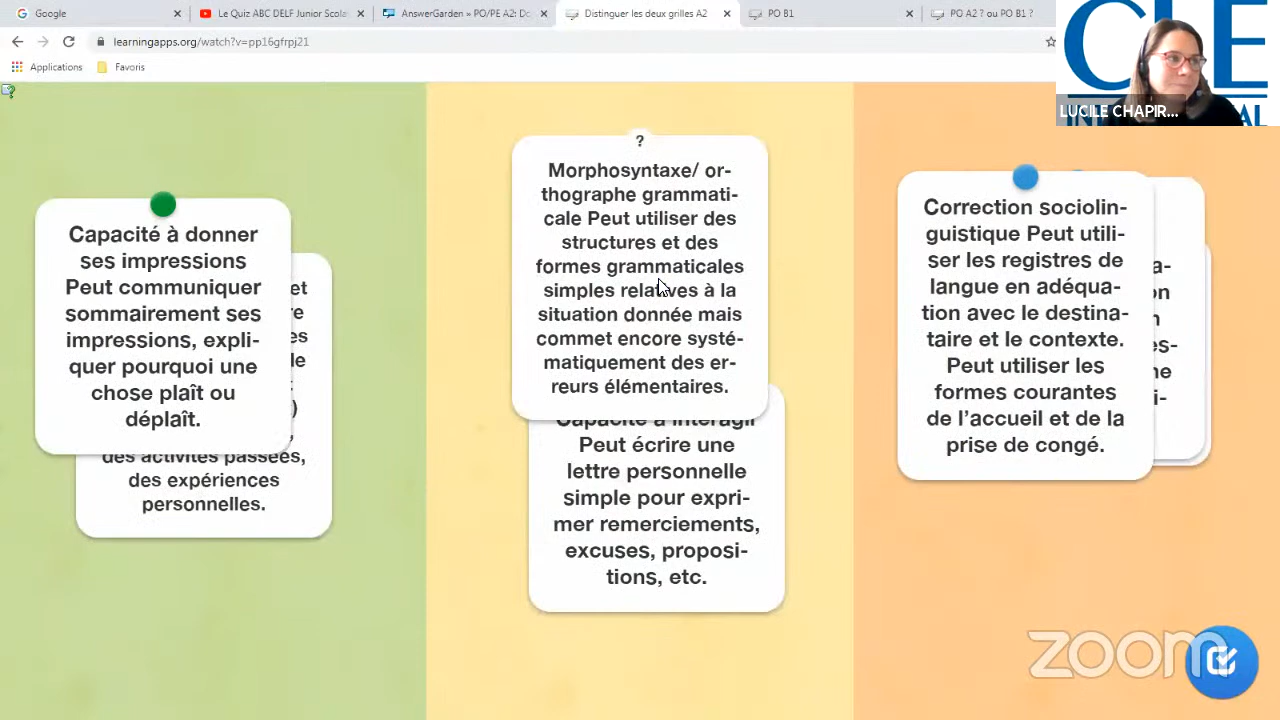 Google
Le Quiz ABC DELF Junior Scola
AnswerGarden » PO/PE A2: Do
Distinguer les deux grilles A2
PO B1
PO A2 ? ou PO B1 ?
learningapps.org/watch?v=pp16gfrpj21
Applications
Favoris
CLE
LUCILE CHAPIR...
Capacité à donner
ses impressions
Peut communiquer
sommairement ses
impressions, expli-
quer pourquoi une
chose plaît ou
déplaît.
et
des activités passées,
des expériences
personnelles.
?
Morphosyntaxe/ or-
thographe grammati-
cale Peut utiliser des
structures et des
formes grammaticales
simples relatives à la
situation donnée mais
commet encore systé-
matiquement des er-
reurs élémentaires.
Capacité à interagir
Peut écrire une
lettre personnelle
simple pour expri-
mer remerciements,
excuses, proposi-
tions, etc.
Correction sociolin-
guistique Peut utili-
ser les registres de
langue en adéqua-
tion avec le destina-
taire et le contexte.
Peut utiliser les
formes courantes
de l'accueil et de la
prise de congé.
zoom